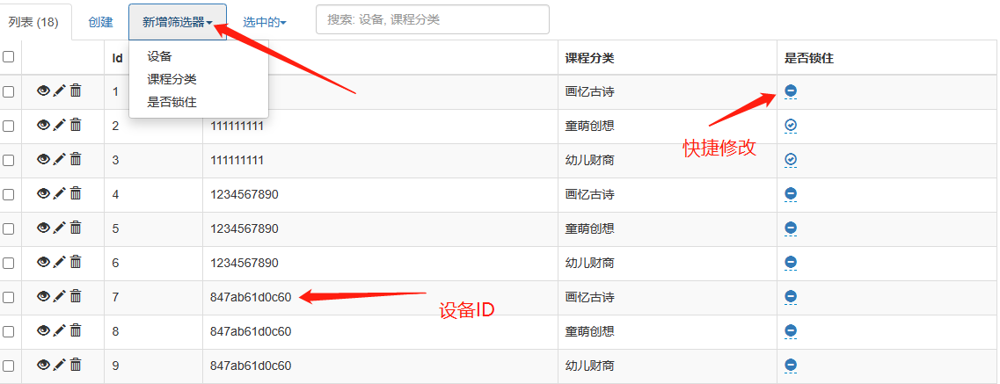 列表 (18) 创建 新增筛选器 选中的 搜索: 设备, 课程分类
Id 课程分类 是否锁住
设备
课程分类
是否锁住
1 画忆古诗
2 111111111 童萌创想
快捷修改
3 111111111 幼儿财商
4 1234567890 画忆古诗
5 1234567890 童萌创想
6 1234567890 幼儿财商
7 847ab61d0c60 画忆古诗
设备ID
8 847ab61d0c60 童萌创想
9 847ab61d0c60 幼儿财商